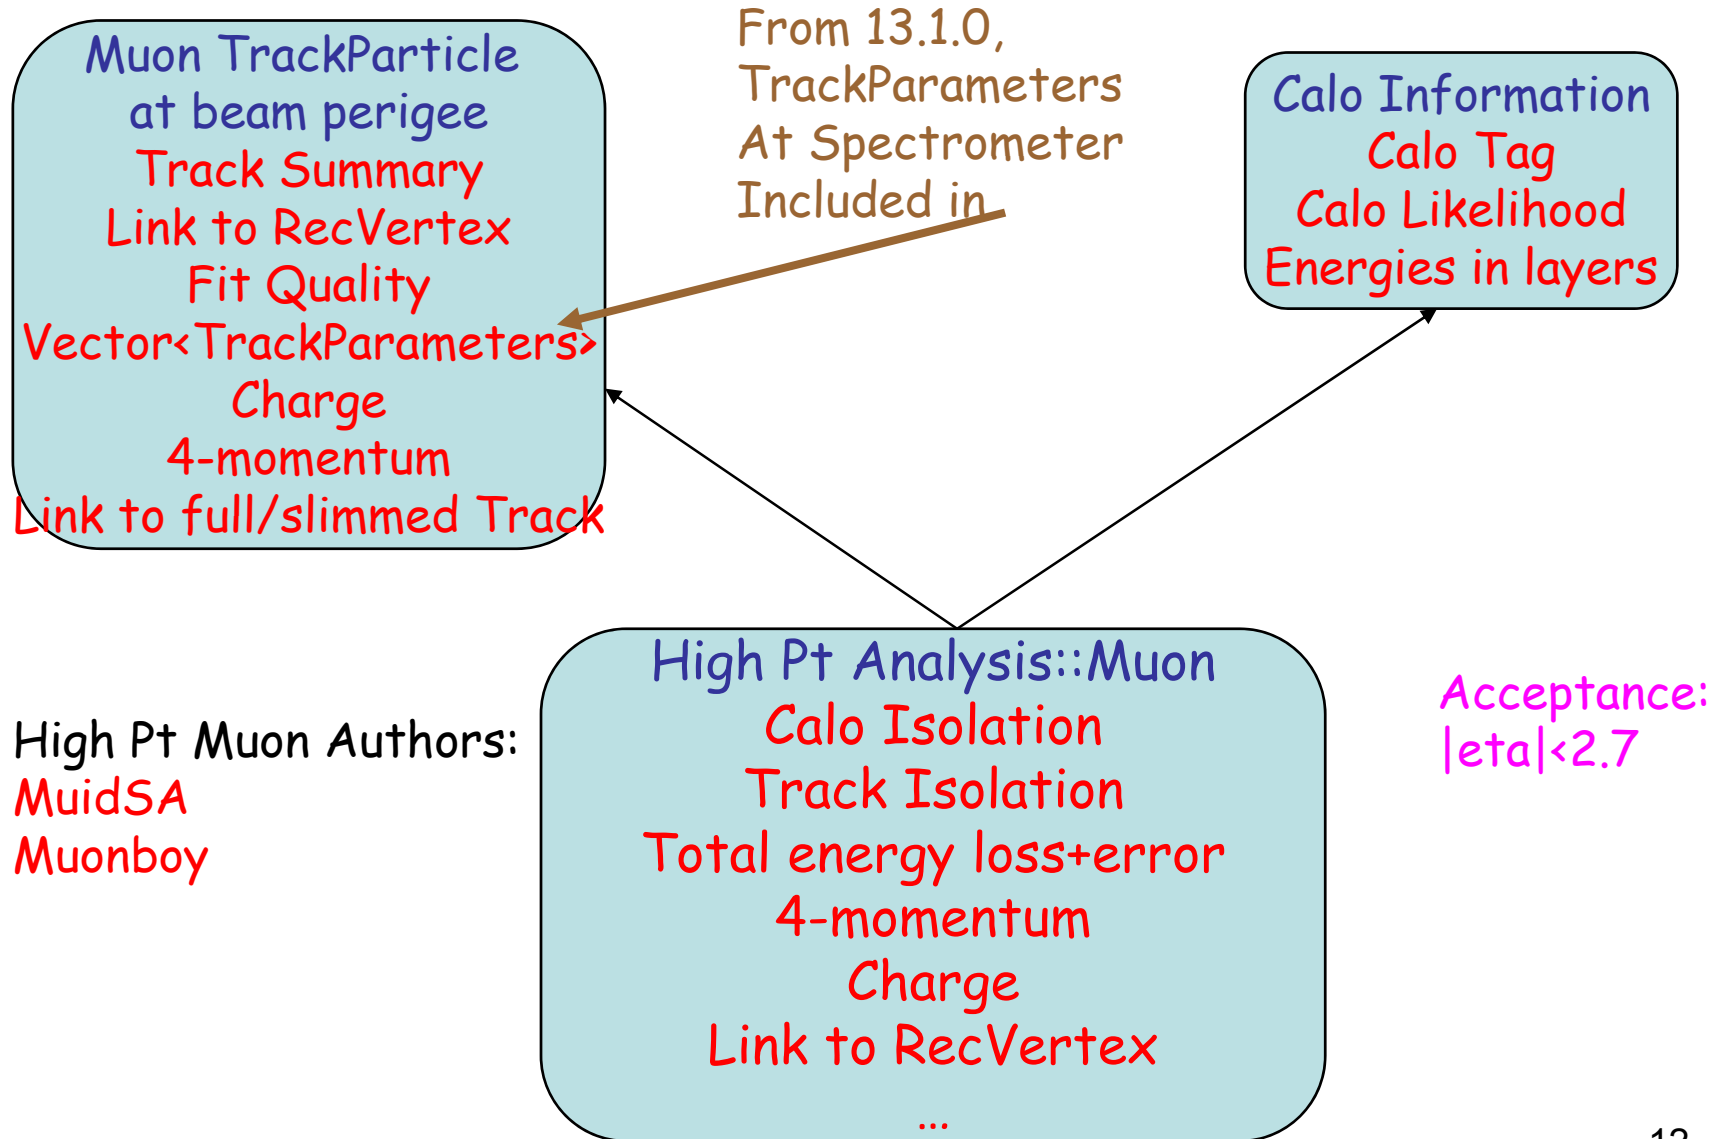 Muon TrackParticle
at beam perigee
Track Summary
Link to RecVertex
Fit Quality
Vector<TrackParameters>
Charge
4-momentum
Link to full/slimmed Track
From 13.1.0,
TrackParameters
At Spectrometer
Included in
Calo Information
Calo Tag
Calo Likelihood
Energies in layers
High Pt Muon Authors:
MuidSA
Muonboy
High Pt Analysis::Muon
Calo Isolation
Track Isolation
Total energy loss+error
4-momentum
Charge
Link to RecVertex
...
Acceptance:
|eta|<2.7